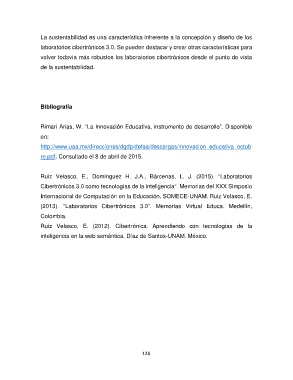 La sustentabilidad es una característica inherente a la concepción y diseño de los
laboratorios cibertrónicos 3.0. Se pueden destacar y crear otras características para
volver todavía más robustos los laboratorios cibertrónicos desde el punto de vista
de la sustentabilidad.
Bibliografía
Rimari Arias, W. “La Innovación Educativa, instrumento de desarrollo”. Disponible
en:
http://www.uaa.mx/direcciones/dgdp/defaa/descargas/innovacion_educativa_octub
re.pdf. Consultado el 8 de abril de 2015.
Ruiz Velasco, E., Domínguez H. J.A., Bárcenas, L. J. (2015). “Laboratorios
Cibertrónicos 3.0 como tecnologías de la inteligencia”. Memorias del XXX Simposio
Internacional de Computación en la Educación. SOMECE-UNAM. Ruiz Velasco, E.
(2013). “Laboratorios Cibertrónicos 3.0”. Memorias Virtual Educa. Medellín,
Colombia.
Ruiz Velasco, E. (2012). Cibertrónica. Aprendiendo con tecnologías de la
inteligencia en la web semántica. Díaz de Santos-UNAM. México.